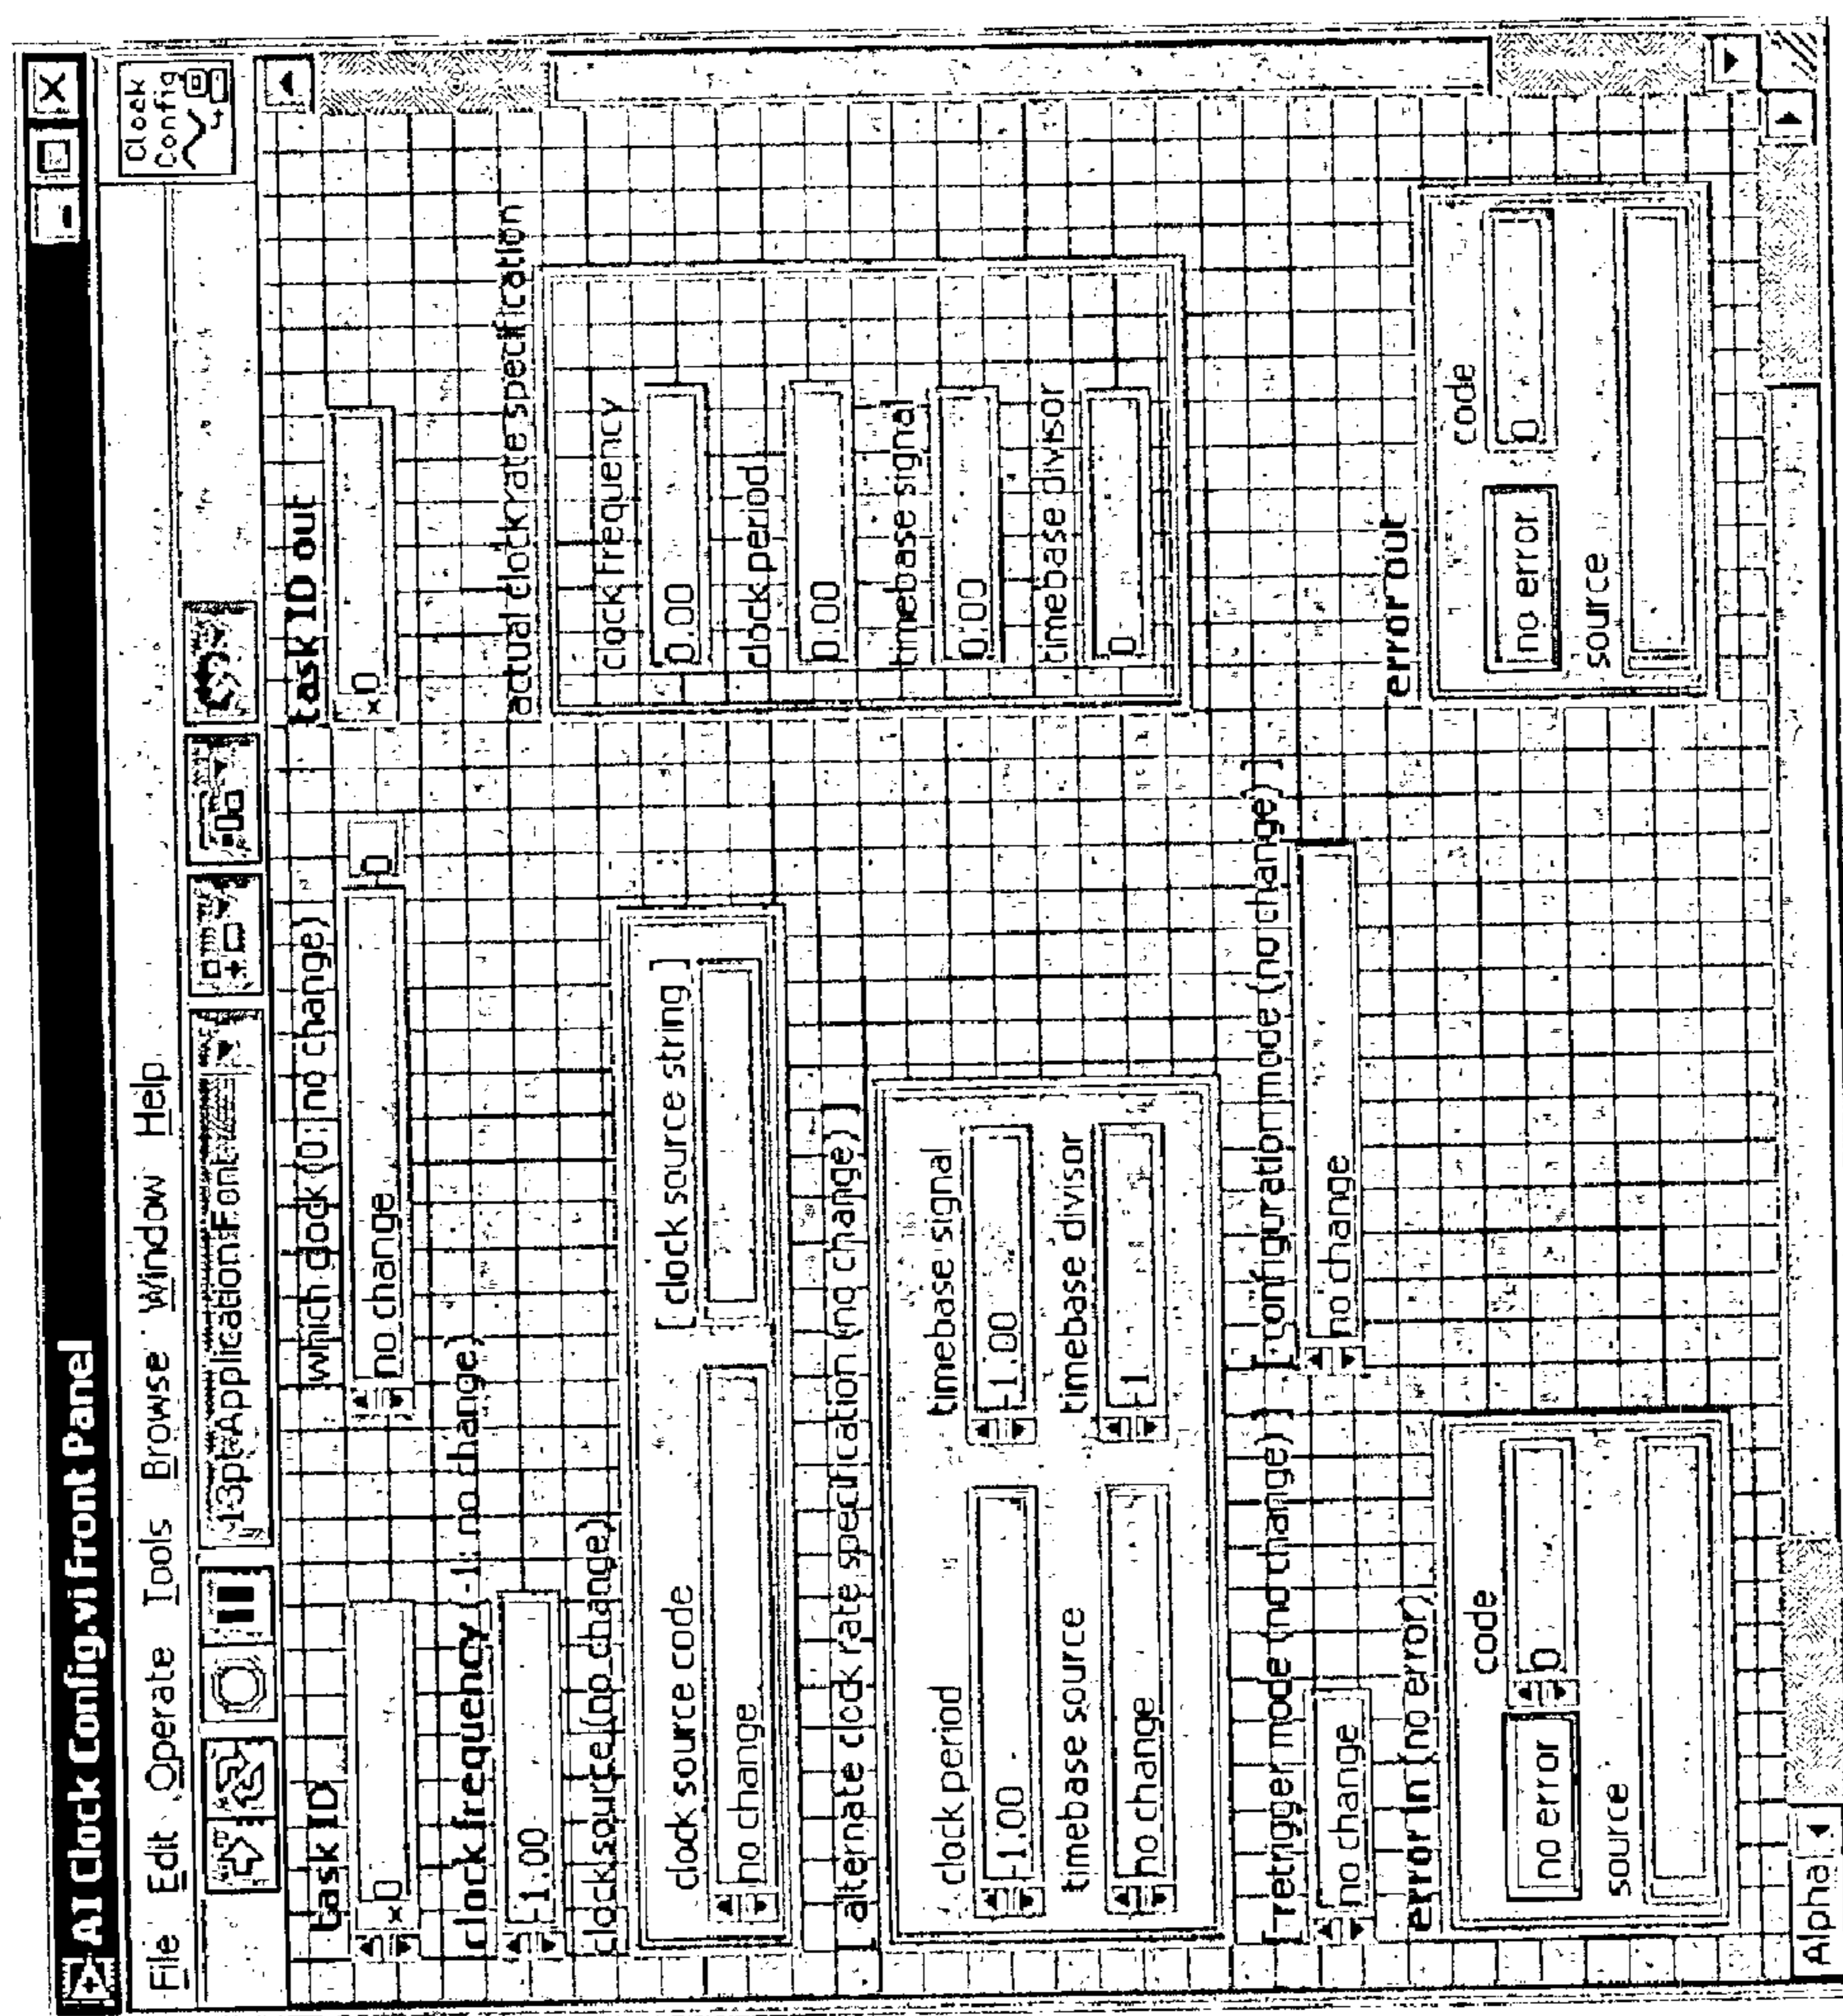 AI Clock Config.vi Front Panel
File Edit Operate Tools Browse Window Help
13pt Application Font
Clock
Config
task ID
x0
which clock (0: no change)
no change
0
task ID out
x0
clock frequency (-1: no change)
-1.00
clock source (no change)
clock source code
no change
[clock source string]
actual clock rate specification
clock frequency
0.00
clock period
0.00
timebase signal
0.00
timebase divisor
0
alternate clock rate specification (no change)
clock period
-1.00
timebase signal
-1.00
timebase source
no change
timebase divisor
-1
[retrigger mode (no change)]
no change
[configuration mode (no change)]
no change
error in (no error)
no error
code
0
source
error out
no error
code
0
source
Alpha